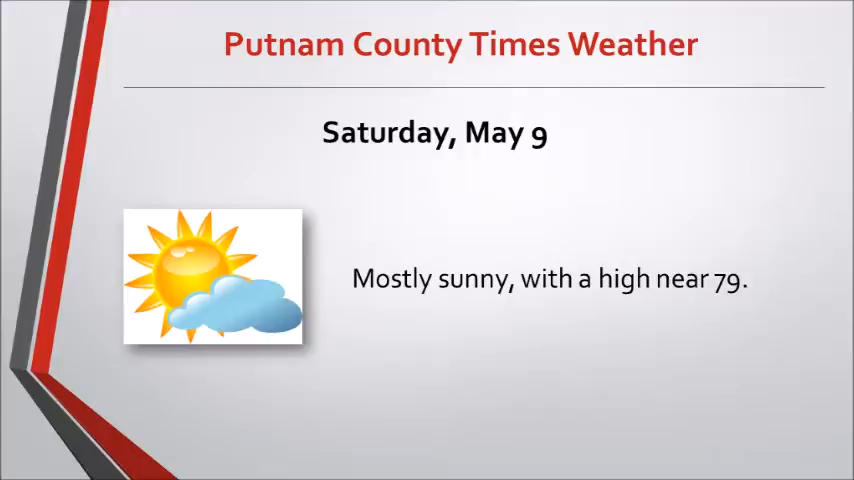 Putnam County Times Weather
Saturday, May 9
Mostly sunny, with a high near 79.